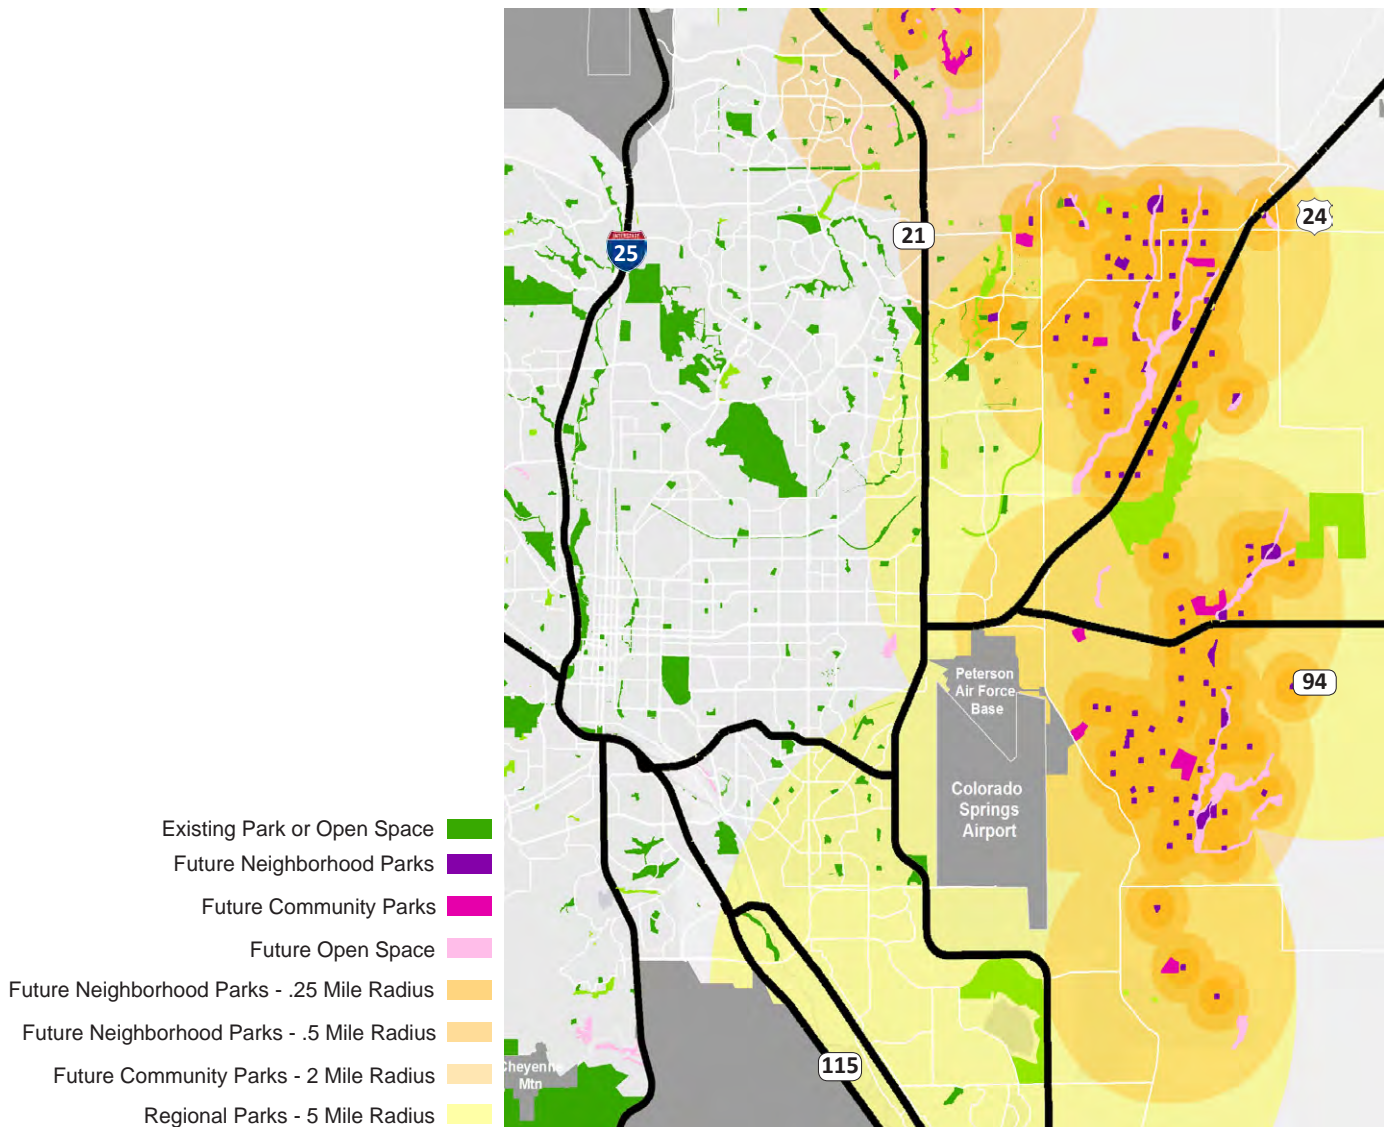 Existing Park or Open Space
Future Neighborhood Parks
Future Community Parks
Future Open Space
Future Neighborhood Parks - .25 Mile Radius
Future Neighborhood Parks - .5 Mile Radius
Future Community Parks - 2 Mile Radius
Regional Parks - 5 Mile Radius
INTERSTATE
25
21
24
94
115
Peterson
Air Force
Base
Colorado
Springs
Airport
Cheyenne
Mtn